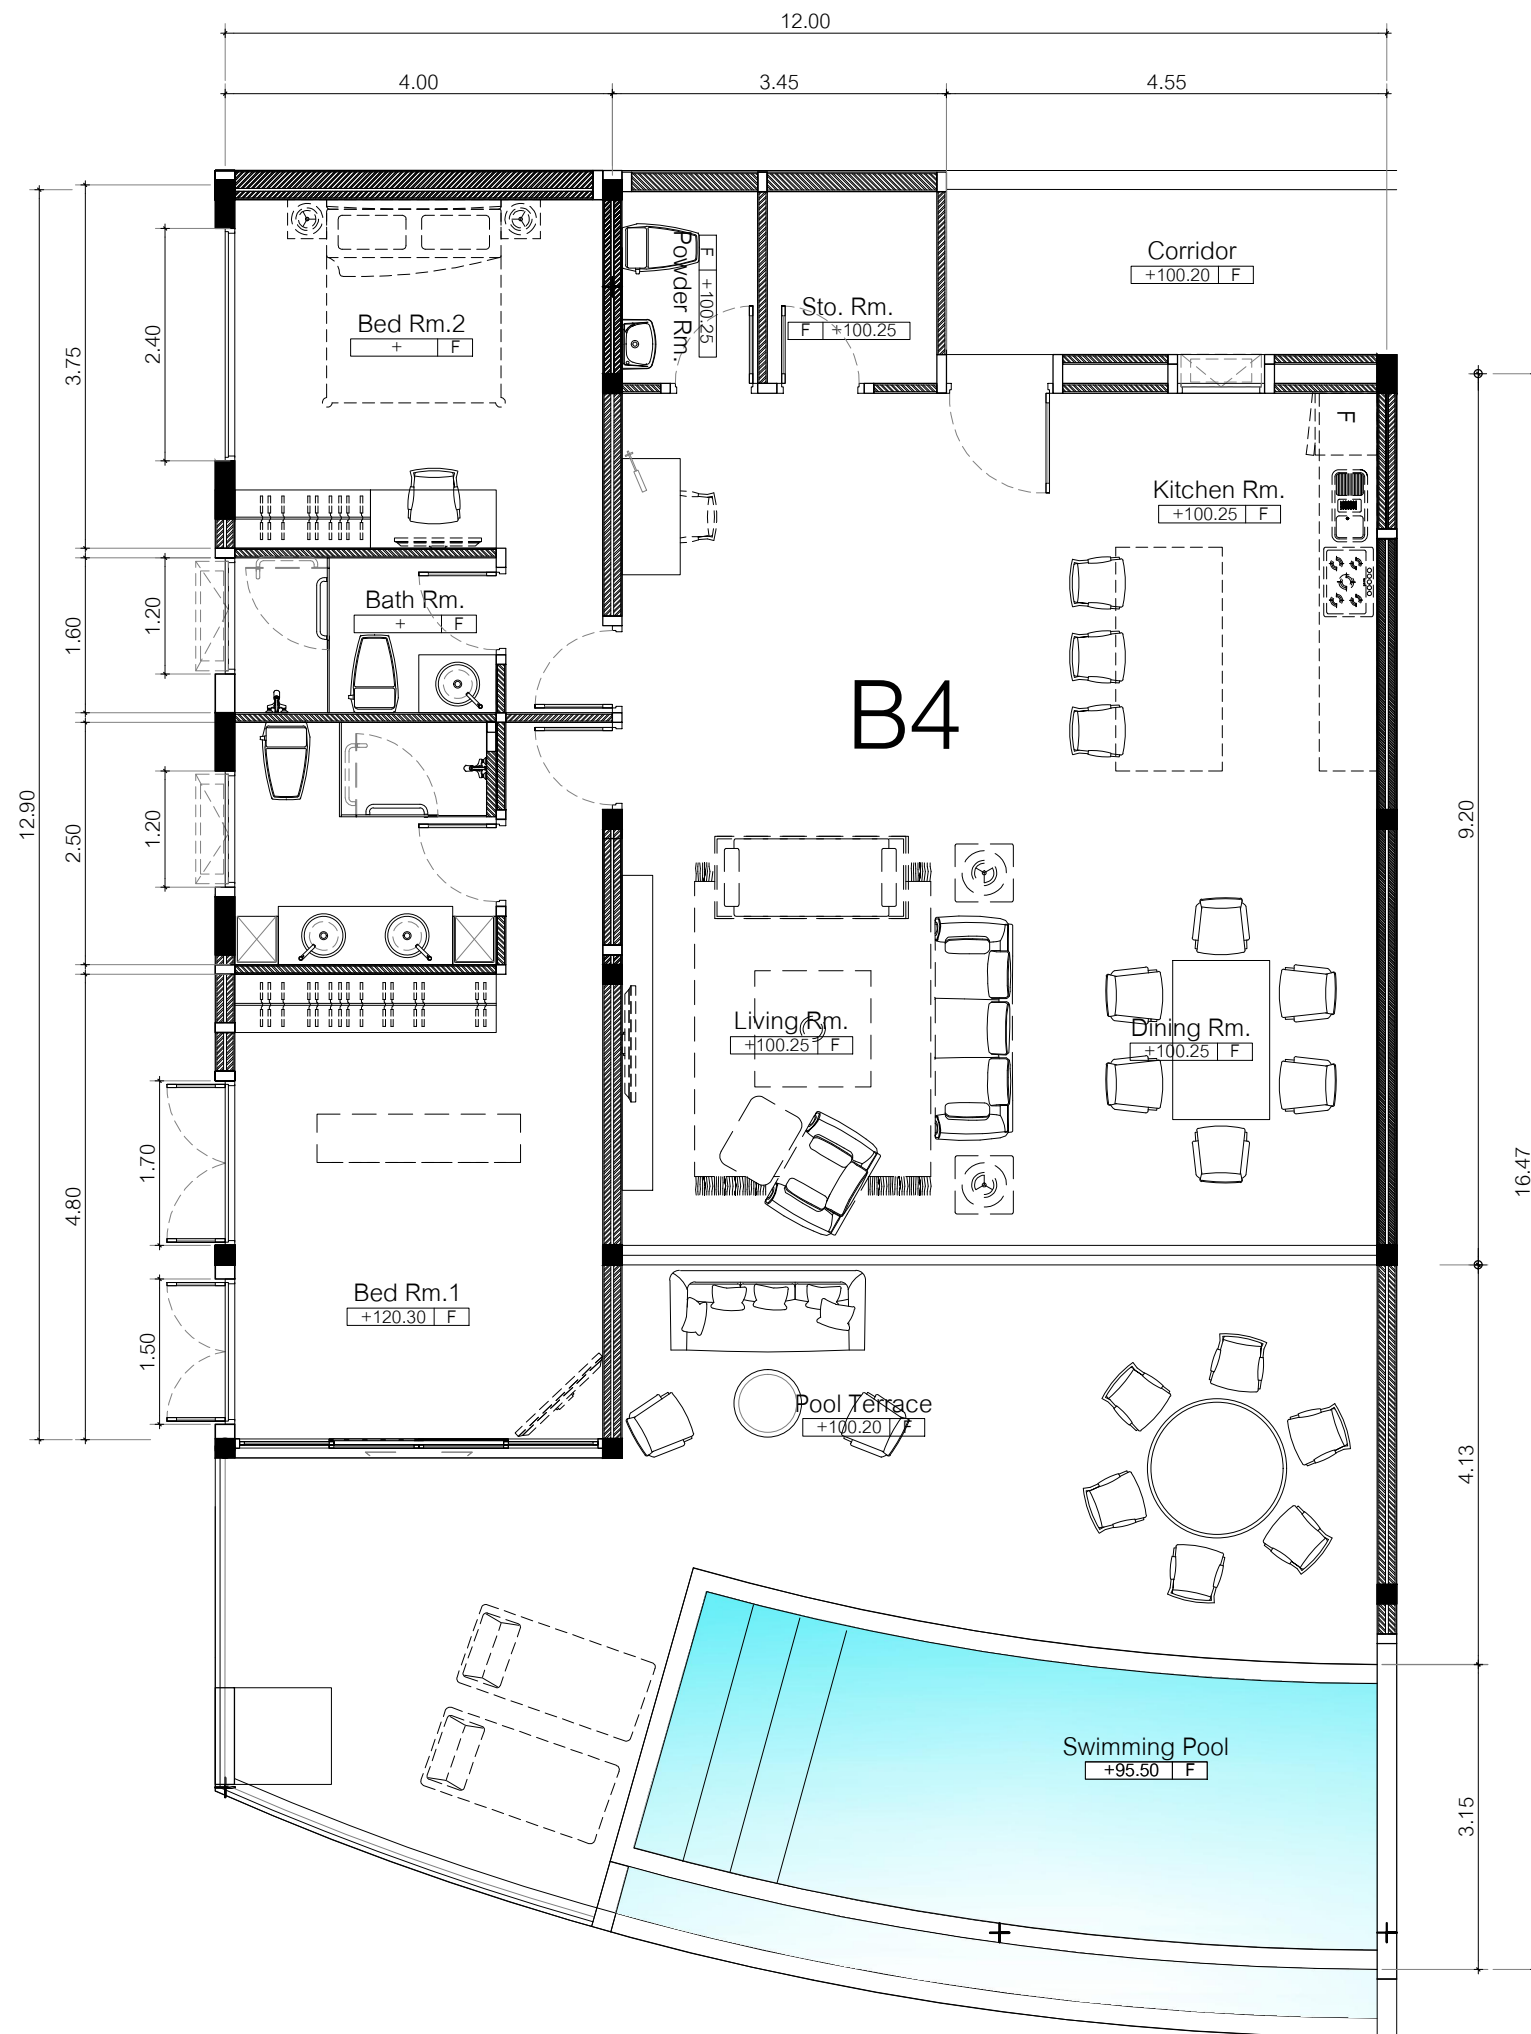 12.00
4.00
3.45
4.55
Corridor
+100.20 F
Powder Rm.
F +100.25
Sto. Rm.
F +100.25
Bed Rm.2
+ F
2.40
3.75
F
Kitchen Rm.
+100.25 F
Bath Rm.
+ F
1.20
1.60
B4
12.90
2.50
1.20
9.20
Living Rm.
+100.25 F
Dining Rm.
+100.25 F
1.70
4.80
16.47
Bed Rm.1
+120.30 F
1.50
Pool Terrace
+100.20 F
4.13
Swimming Pool
+95.50 F
3.15